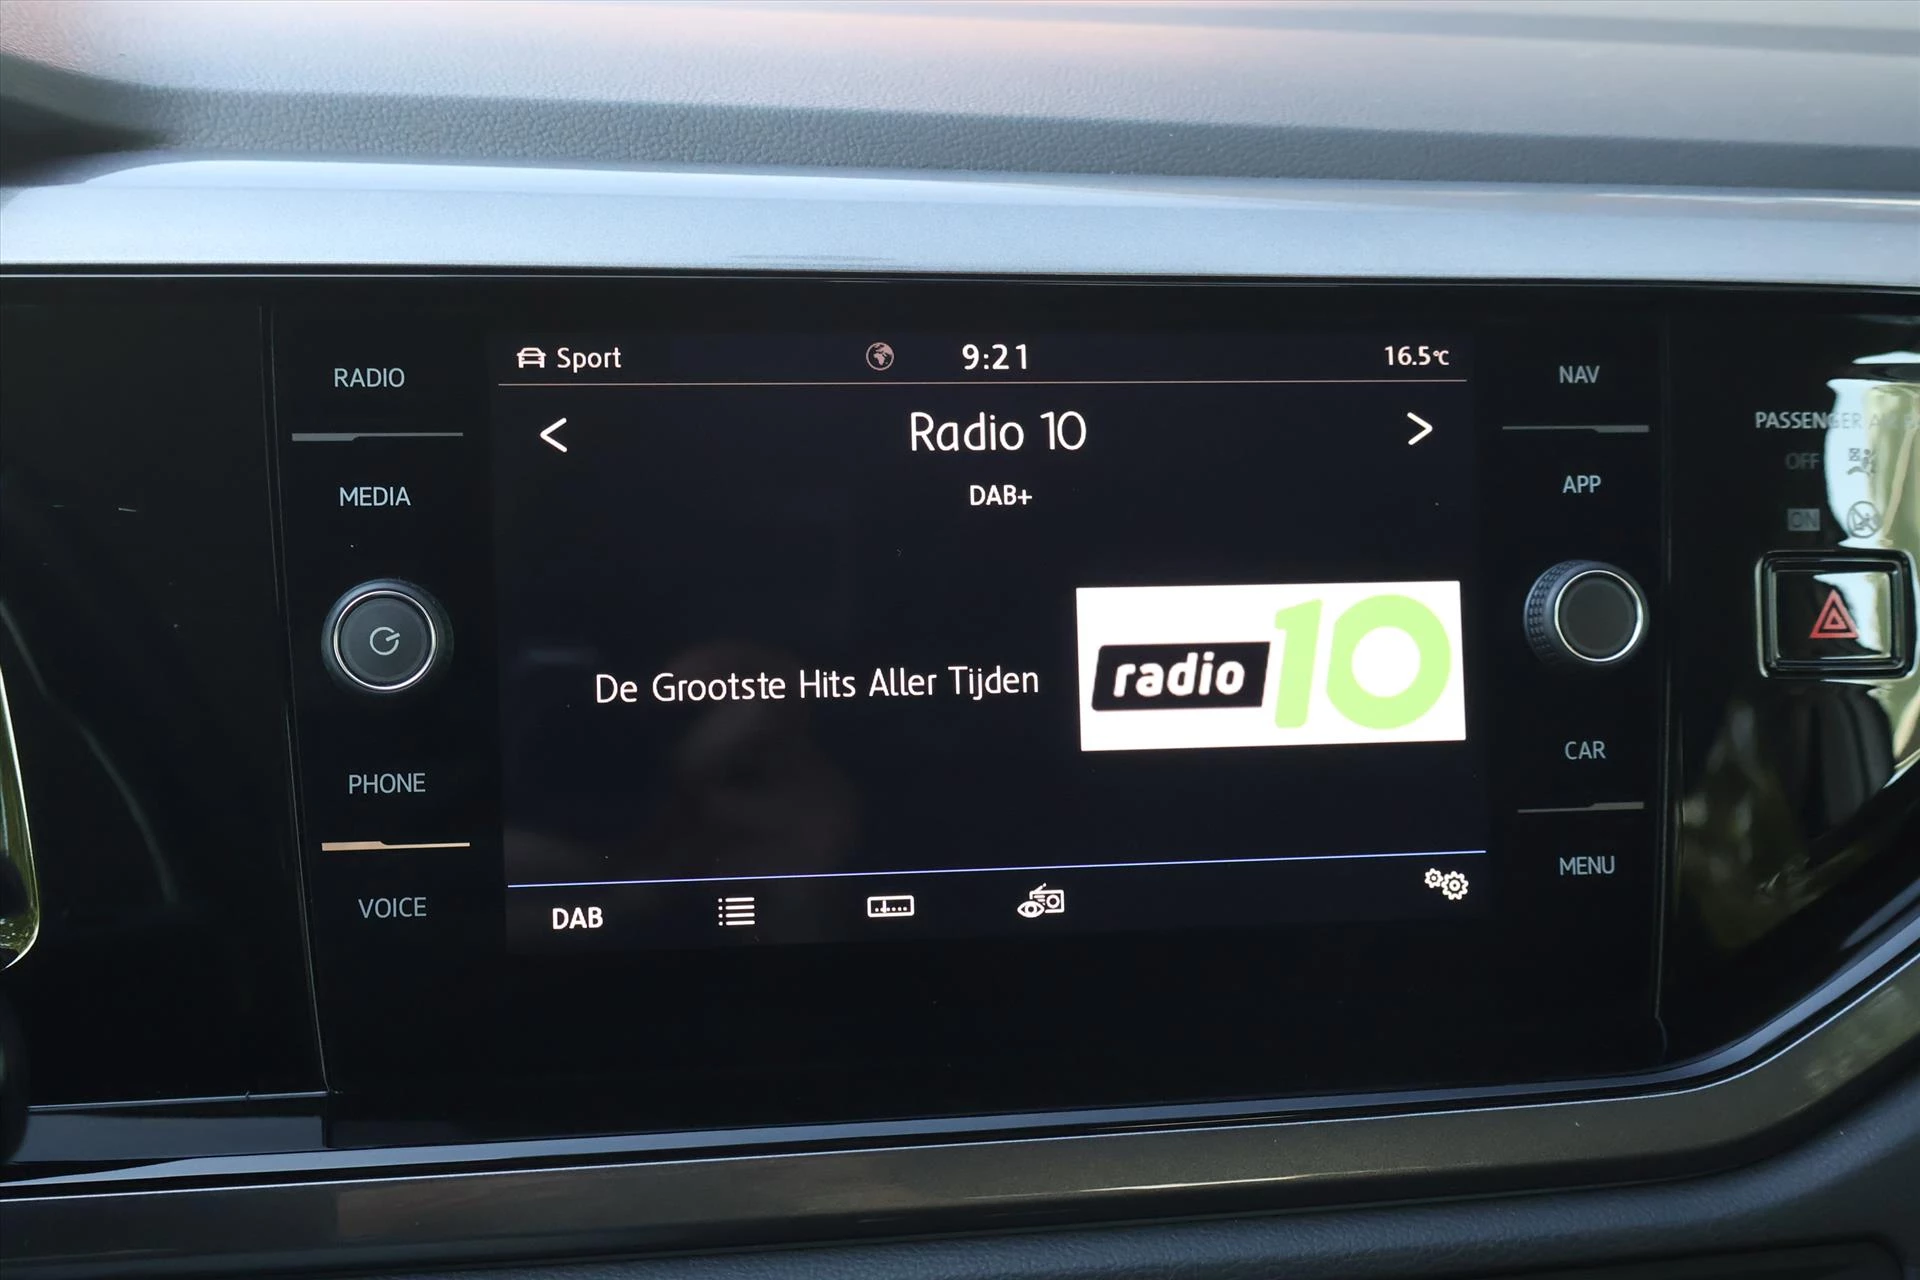 RADIO
MEDIA
PHONE
VOICE
Sport
9:21
16.5°C
<
Radio 10
>
DAB+
De Grootste Hits Aller Tijden
radio 10
DAB
NAV
APP
CAR
MENU
PASSENGER
OFF
ON